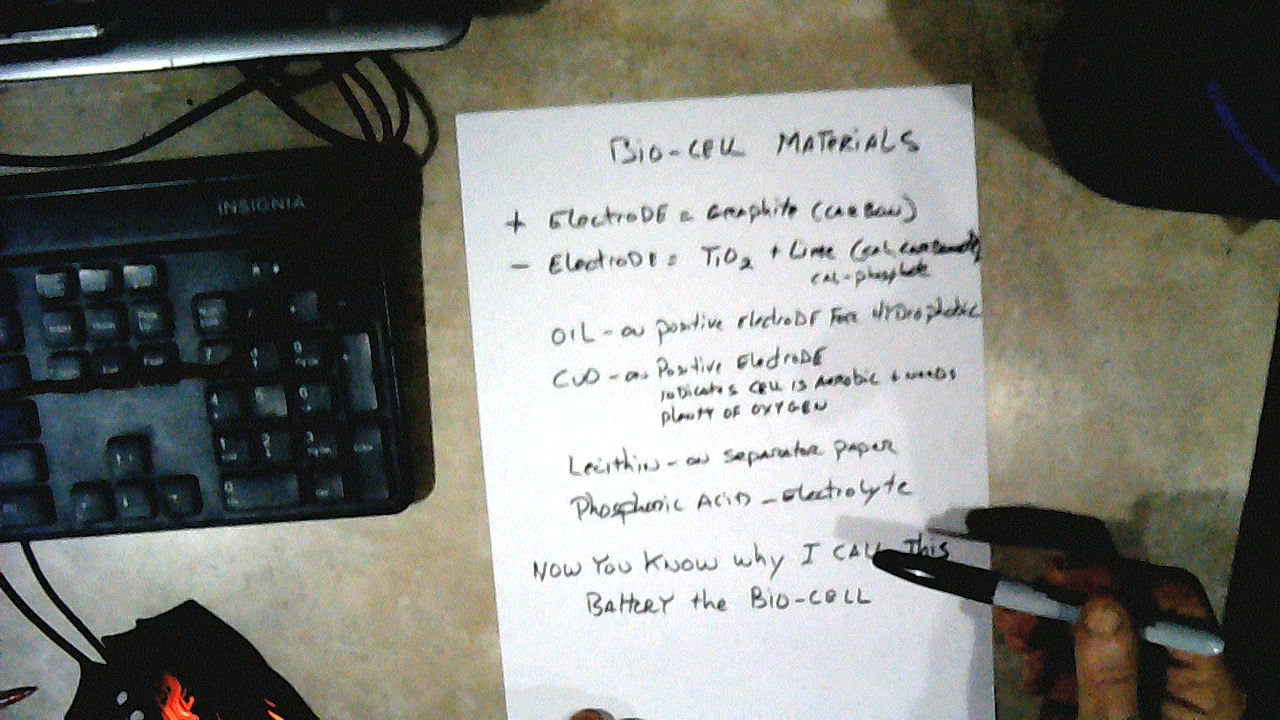 INSIGNIA
BIO-CELL MATERIALS
+ ElectroDE = Graphite (CARBON)
- ElectroDE = TiO2 + Lime (cal, carbonate)
cal-phosphate
OIL - on positive ElectroDE For Hydrophobic
CuO - on Positive ElectroDE
indicates cell is Aerobic + needs
plenty OF OXYGEN
Lecithin - on separator paper
Phosphoric Acid - Electrolyte
NOW YOU KNOW why I CALL This
BATTERY the BIO-CELL